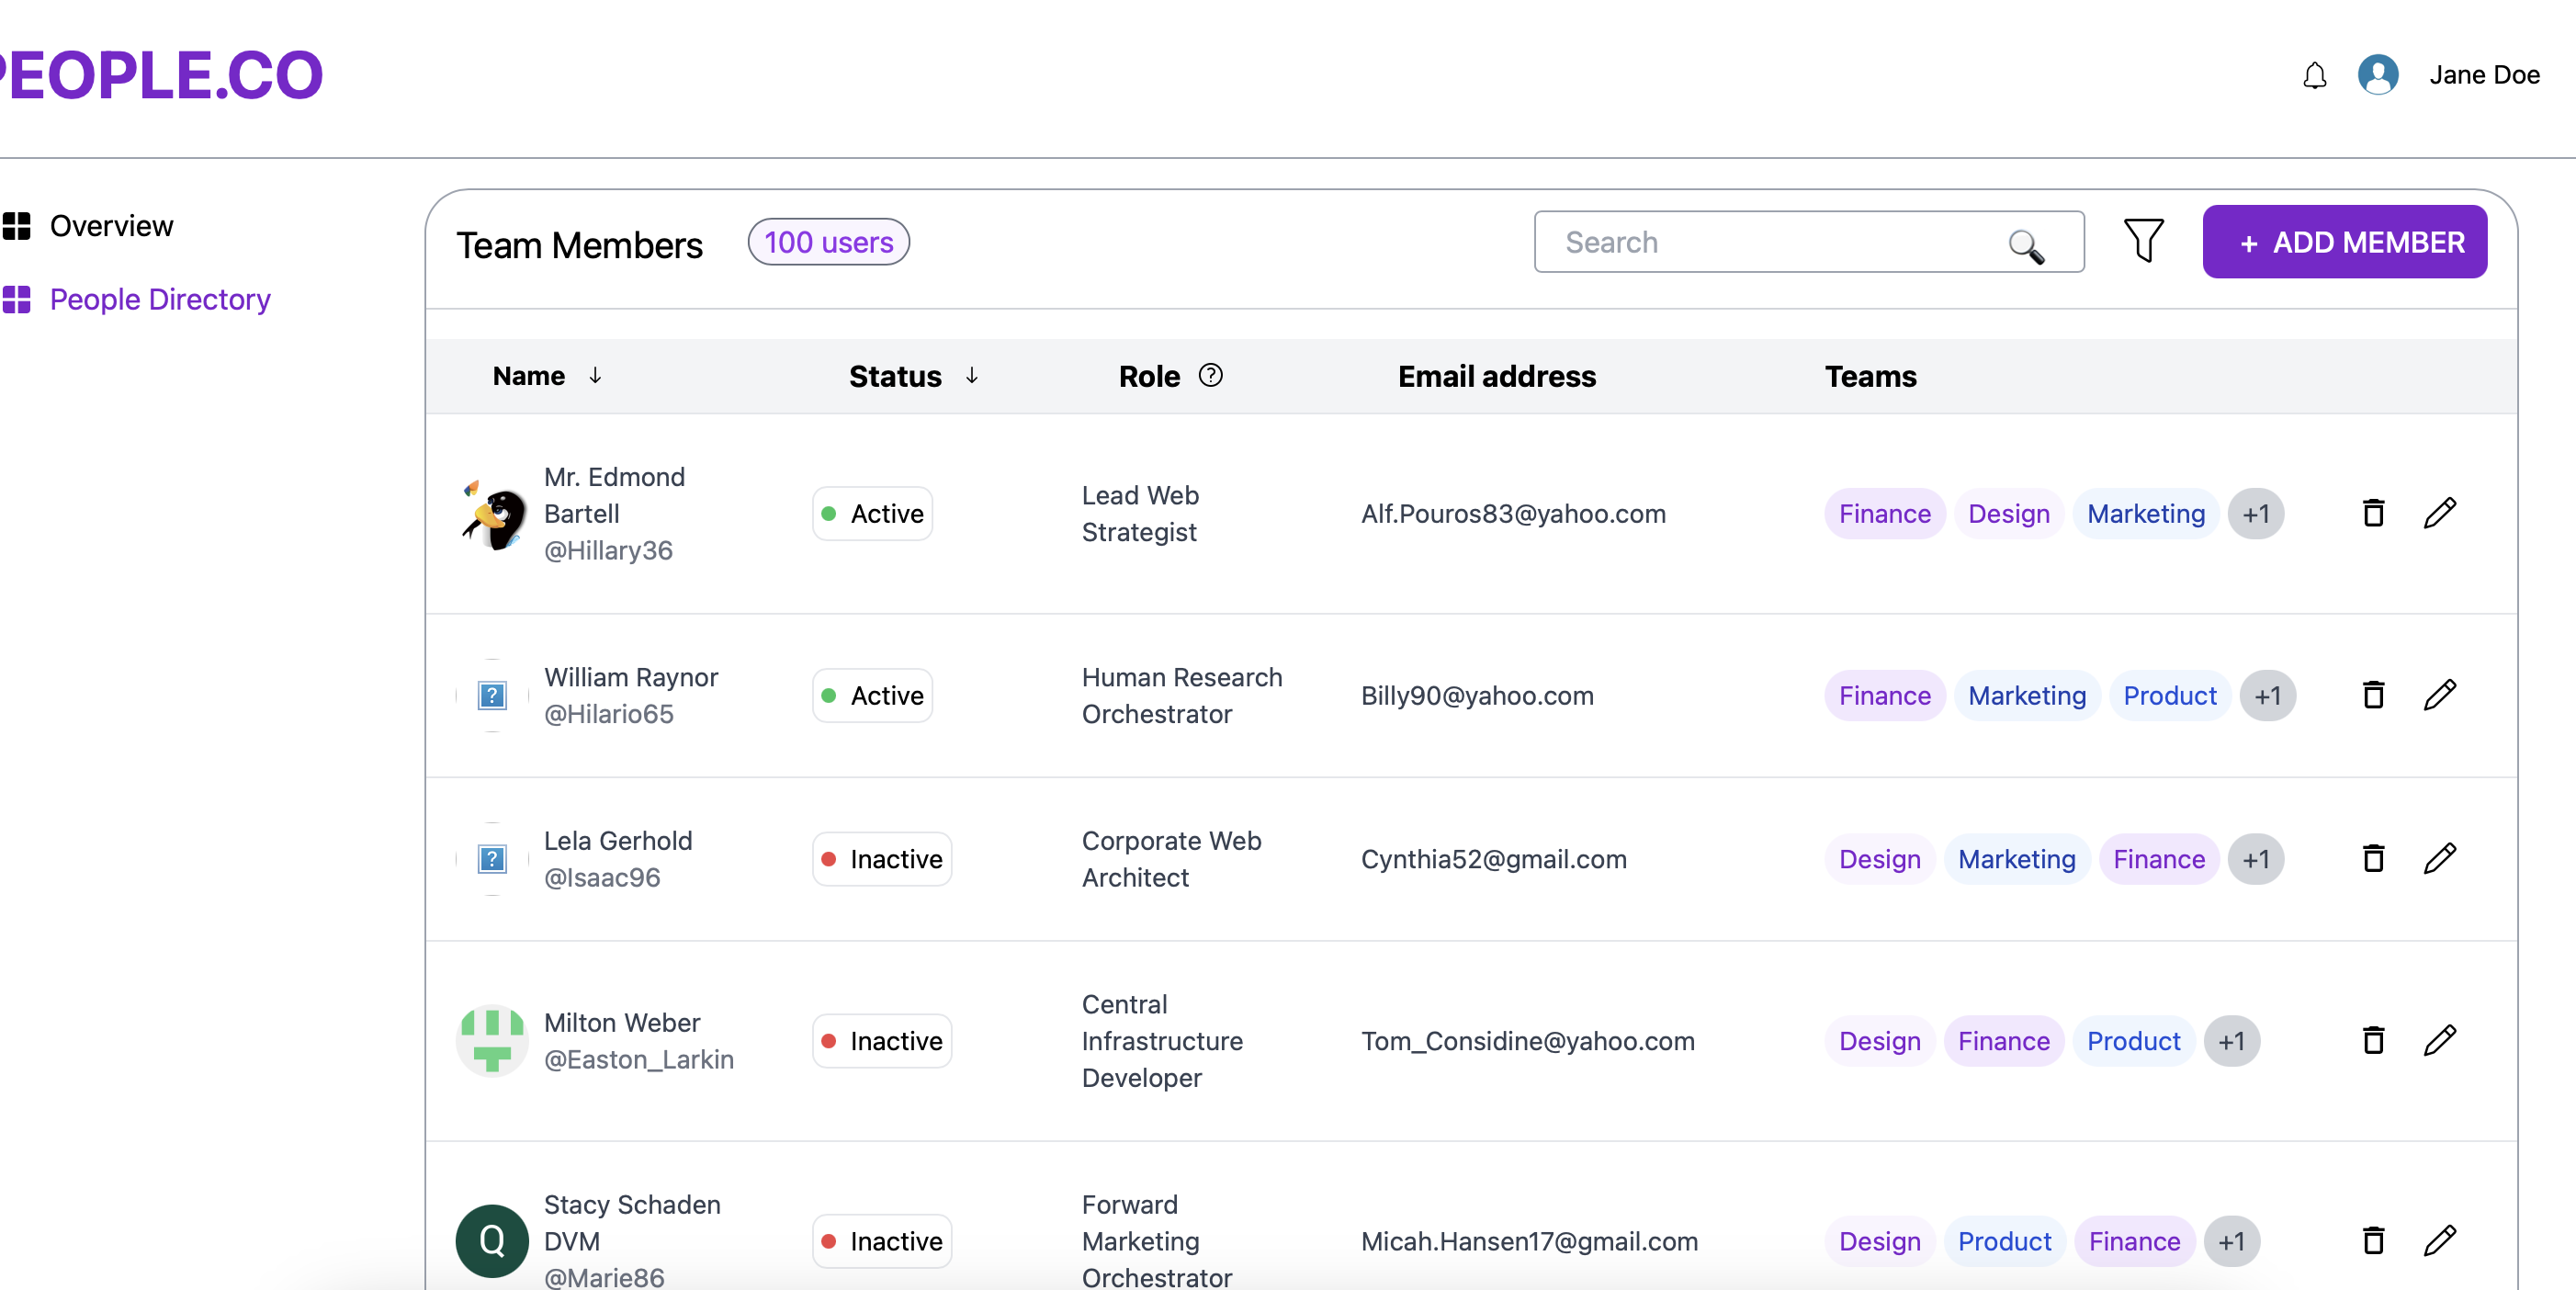 PEOPLE.CO
Jane Doe
Overview
People Directory
Team Members 100 users Search + ADD MEMBER
Name ↓ Status ↓ Role ? Email address Teams
Mr. Edmond
Bartell
@Hillary36
Active
Lead Web
Strategist
Alf.Pouros83@yahoo.com
Finance Design Marketing +1
William Raynor
@Hilario65
Active
Human Research
Orchestrator
Billy90@yahoo.com
Finance Marketing Product +1
Lela Gerhold
@Isaac96
Inactive
Corporate Web
Architect
Cynthia52@gmail.com
Design Marketing Finance +1
Milton Weber
@Easton_Larkin
Inactive
Central
Infrastructure
Developer
Tom_Considine@yahoo.com
Design Finance Product +1
Q
Stacy Schaden
DVM
@Marie86
Inactive
Forward
Marketing
Orchestrator
Micah.Hansen17@gmail.com
Design Product Finance +1